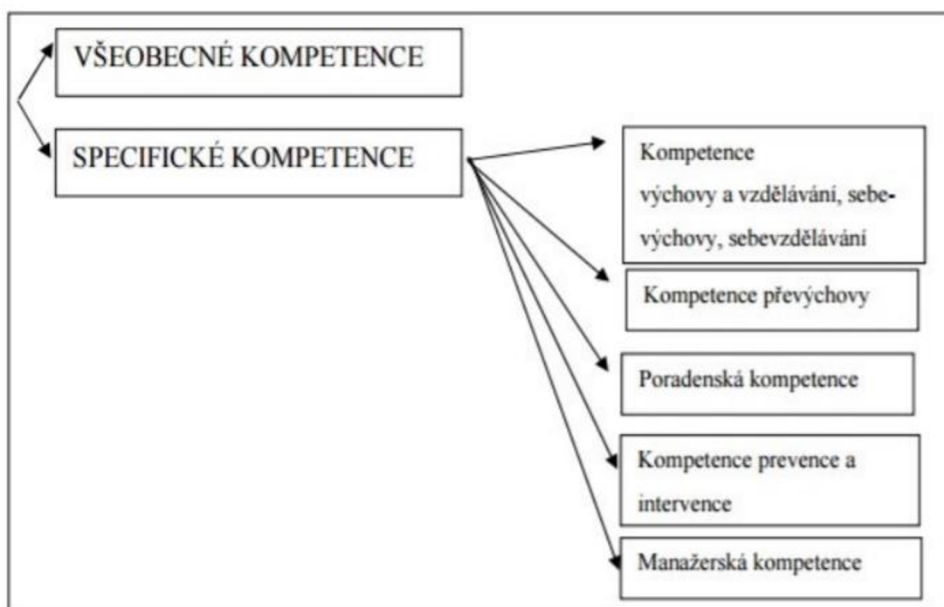 VŠEOBECNÉ KOMPETENCE
SPECIFICKÉ KOMPETENCE
Kompetence
výchovy a vzdělávání, sebe-
výchovy, sebevzdělávání
Kompetence převýchovy
Poradenská kompetence
Kompetence prevence a
intervence
Manažerská kompetence